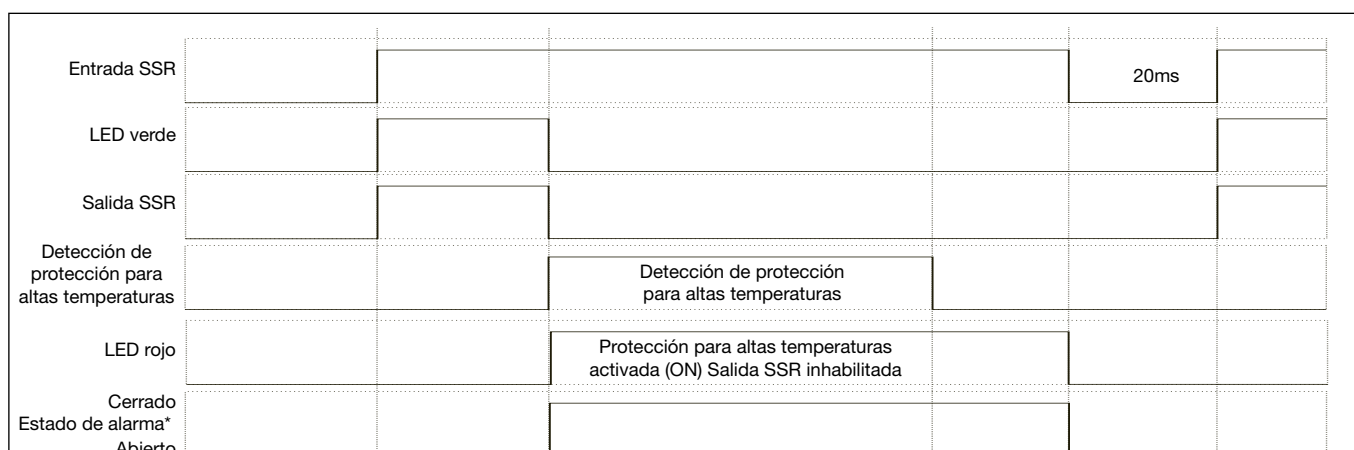 Entrada SSR
20ms
LED verde
Salida SSR
Detección de
protección para
altas temperaturas
Detección de protección
para altas temperaturas
LED rojo
Protección para altas temperaturas
activada (ON) Salida SSR inhabilitada
Cerrado
Estado de alarma*
Abierto